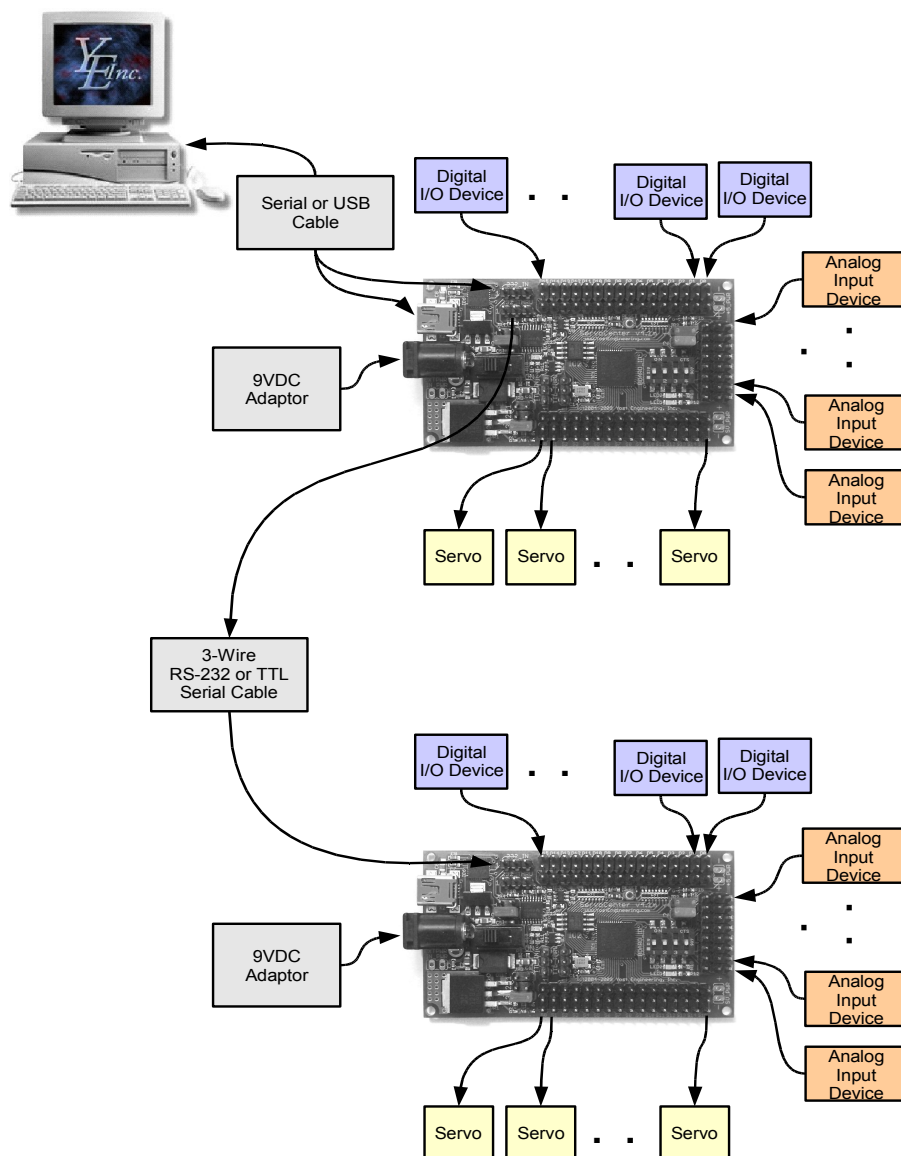 YE Inc.
Serial or USB
Cable
Digital
I/O Device
. .
Digital
I/O Device
Digital
I/O Device
Analog
Input
Device
. .
. .
Analog
Input
Device
Analog
Input
Device
9VDC
Adaptor
Servo
Servo
. .
Servo
3-Wire
RS-232 or TTL
Serial Cable
Digital
I/O Device
. .
Digital
I/O Device
Digital
I/O Device
Analog
Input
Device
. .
. .
Analog
Input
Device
Analog
Input
Device
9VDC
Adaptor
Servo
Servo
. .
Servo